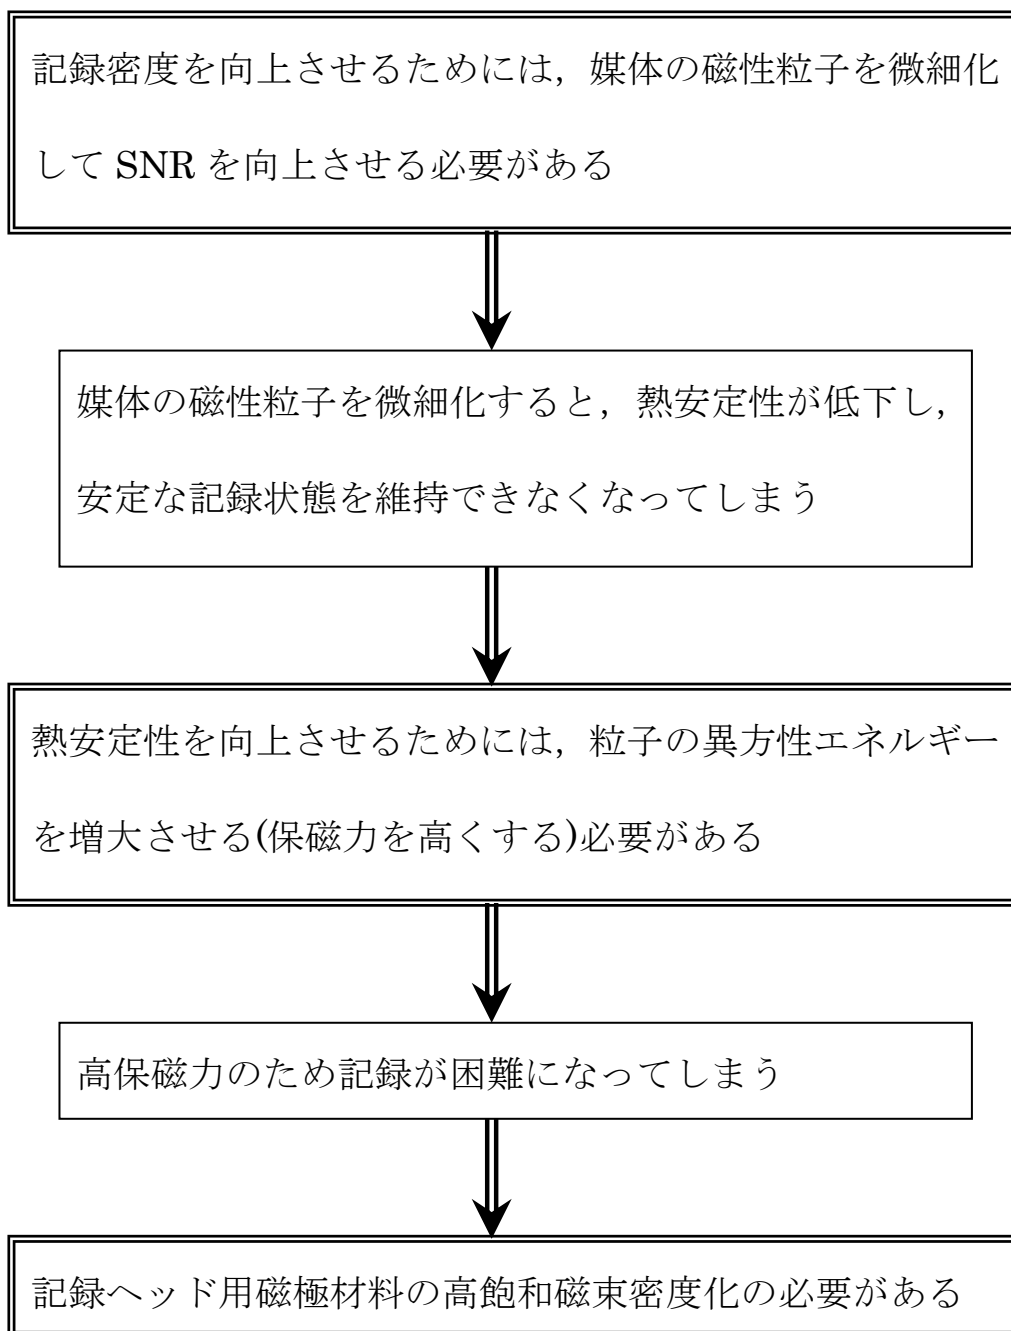 記録密度を向上させるためには，媒体の磁性粒子を微細化
して SNR を向上させる必要がある
媒体の磁性粒子を微細化すると，熱安定性が低下し，
安定な記録状態を維持できなくなってしまう
熱安定性を向上させるためには，粒子の異方性エネルギー
を増大させる(保磁力を高くする)必要がある
高保磁力のため記録が困難になってしまう
記録ヘッド用磁極材料の高飽和磁束密度化の必要がある